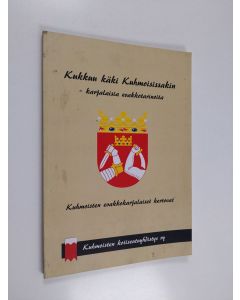 Kukkuu käki Kuhmoisissakin
- karjalaisia evakkotarinoita
Kuhmoisten evakkokarjalaiset kertovat
Kuhmoisten kotiseutuyhdistys ry